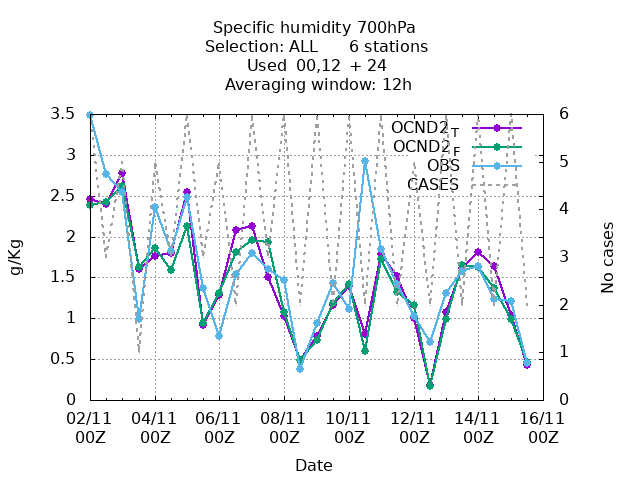 Specific humidity 700hPa
Selection: ALL 6 stations
Used 00,12 + 24
Averaging window: 12h
3.5
3
2.5
2
1.5
1
0.5
0
g/Kg
6
5
4
3
2
1
0
No cases
OCND2_T
OCND2_F
OBS
CASES
02/11 04/11 06/11 08/11 10/11 12/11 14/11 16/11
00Z 00Z 00Z 00Z 00Z 00Z 00Z 00Z
Date